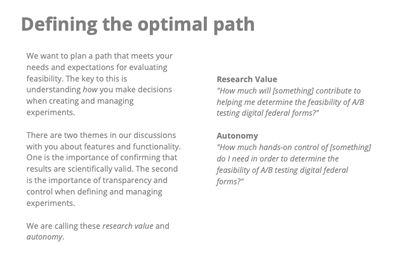 Defining the optimal path
We want to plan a path that meets your
needs and expectations for evaluating
feasibility. The key to this is
understanding how you make decisions
when creating and managing
experiments.
There are two themes in our discussions
with you about features and functionality.
One is the importance of confirming that
results are scientifically valid. The second
is the importance of transparency and
control when defining and managing
experiments.
We are calling these research value and
autonomy.
Research Value
"How much will [something] contribute to
helping me determine the feasibility of A/B
testing digital federal forms?"
Autonomy
"How much hands-on control of [something]
do I need in order to determine the
feasibility of A/B testing digital federal
forms?"